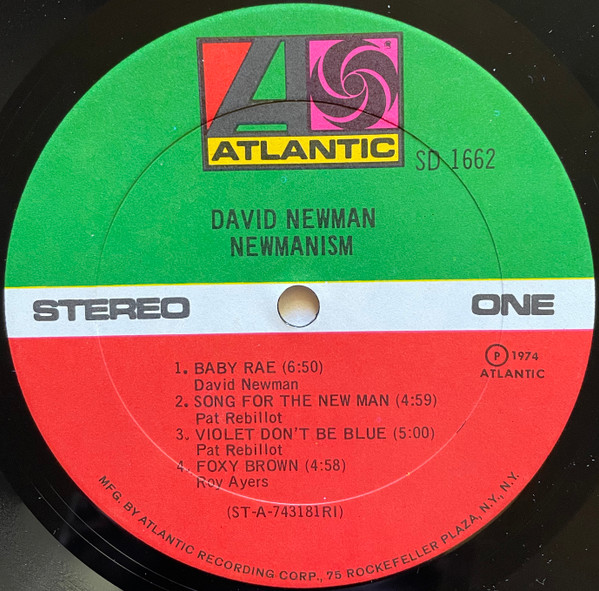 ATLANTIC
SD 1662
DAVID NEWMAN
NEWMANISM
STEREO
ONE
℗ 1974
ATLANTIC
1. BABY RAE (6:50)
David Newman
2. SONG FOR THE NEW MAN (4:59)
Pat Rebillot
3. VIOLET DON'T BE BLUE (5:00)
Pat Rebillot
4. FOXY BROWN (4:58)
Roy Ayers
(ST-A-743181RI)
MFG. BY ATLANTIC RECORDING CORP., 75 ROCKEFELLER PLAZA, N.Y., N.Y.